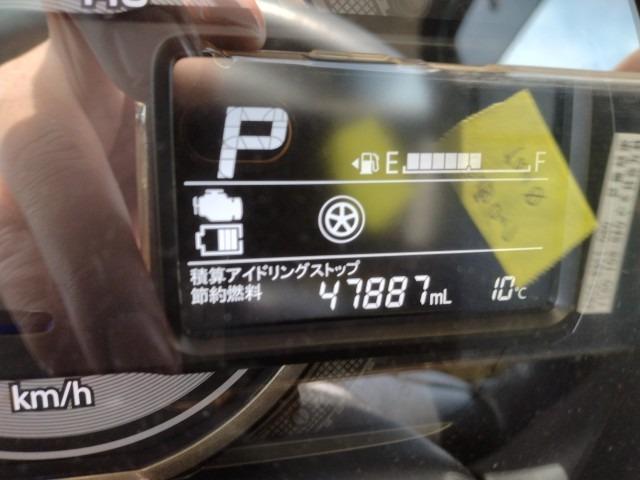 P
E F
積算アイドリングストップ
節約燃料 47887mL 10℃
km/h